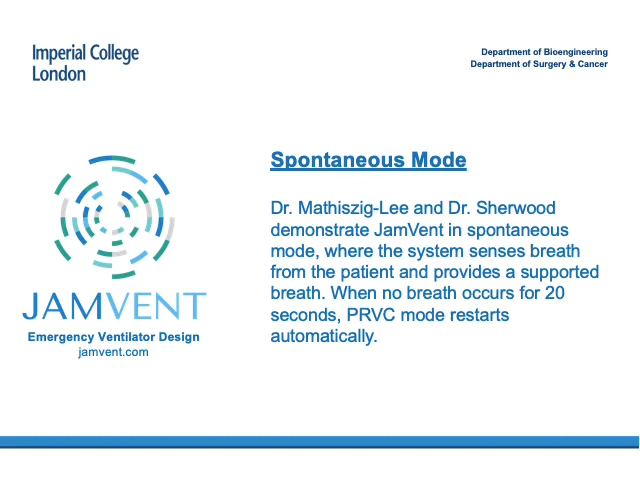 Imperial College
London
Department of Bioengineering
Department of Surgery & Cancer
Spontaneous Mode
Dr. Mathiszig-Lee and Dr. Sherwood
demonstrate JamVent in spontaneous
mode, where the system senses breath
from the patient and provides a supported
breath. When no breath occurs for 20
seconds, PRVC mode restarts
automatically.
JAMVENT
Emergency Ventilator Design
jamvent.com